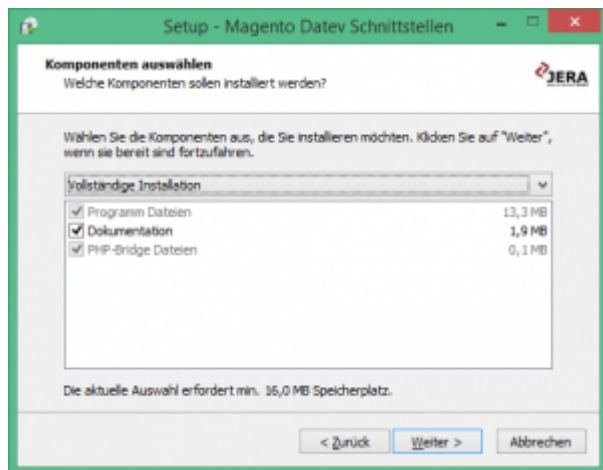 Setup - Magento Datev Schnittstellen
Komponenten auswählen
Welche Komponenten sollen installiert werden?
JERA
Wählen Sie die Komponenten aus, die Sie installieren möchten. Klicken Sie auf "Weiter",
wenn sie bereit sind fortzufahren.
Vollständige Installation
Programm Dateien 13,3 MB
Dokumentation 1,9 MB
PHP-Bridge Dateien 0,1 MB
Die aktuelle Auswahl erfordert min. 16,0 MB Speicherplatz.
< Zurück Weiter > Abbrechen